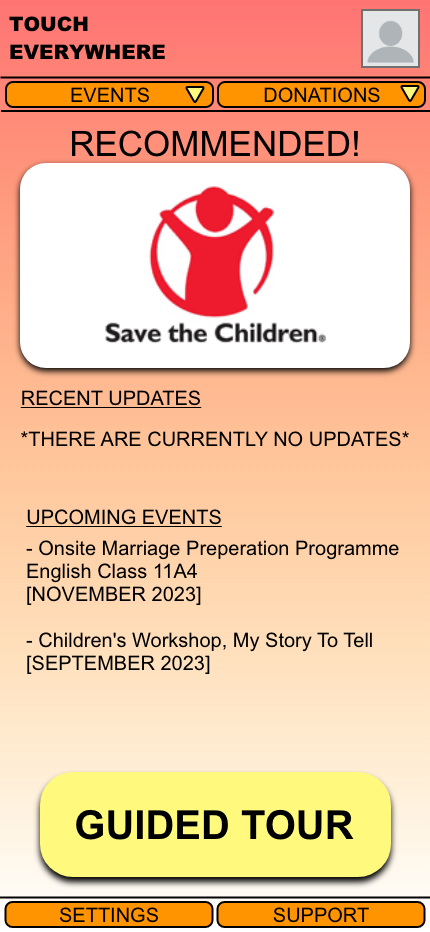 TOUCH
EVERYWHERE
EVENTS
DONATIONS
RECOMMENDED!
Save the Children®
RECENT UPDATES
*THERE ARE CURRENTLY NO UPDATES*
UPCOMING EVENTS
- Onsite Marriage Preperation Programme
English Class 11A4
[NOVEMBER 2023]
- Children's Workshop, My Story To Tell
[SEPTEMBER 2023]
GUIDED TOUR
SETTINGS
SUPPORT